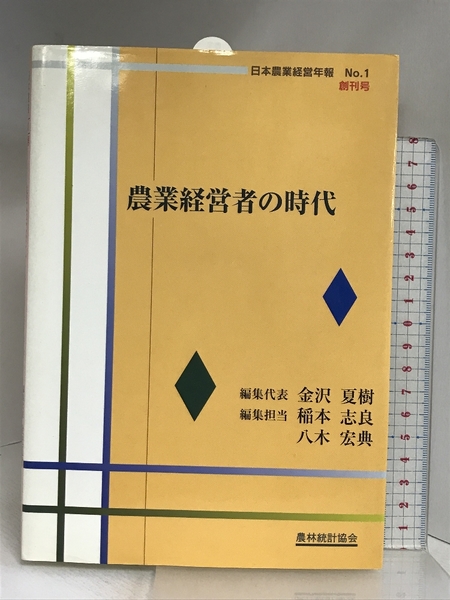 日本農業経営年報 No.1
創刊号
農業経営者の時代
編集代表 金沢 夏樹
編集担当 稲本 志良
八木 宏典
農林統計協会